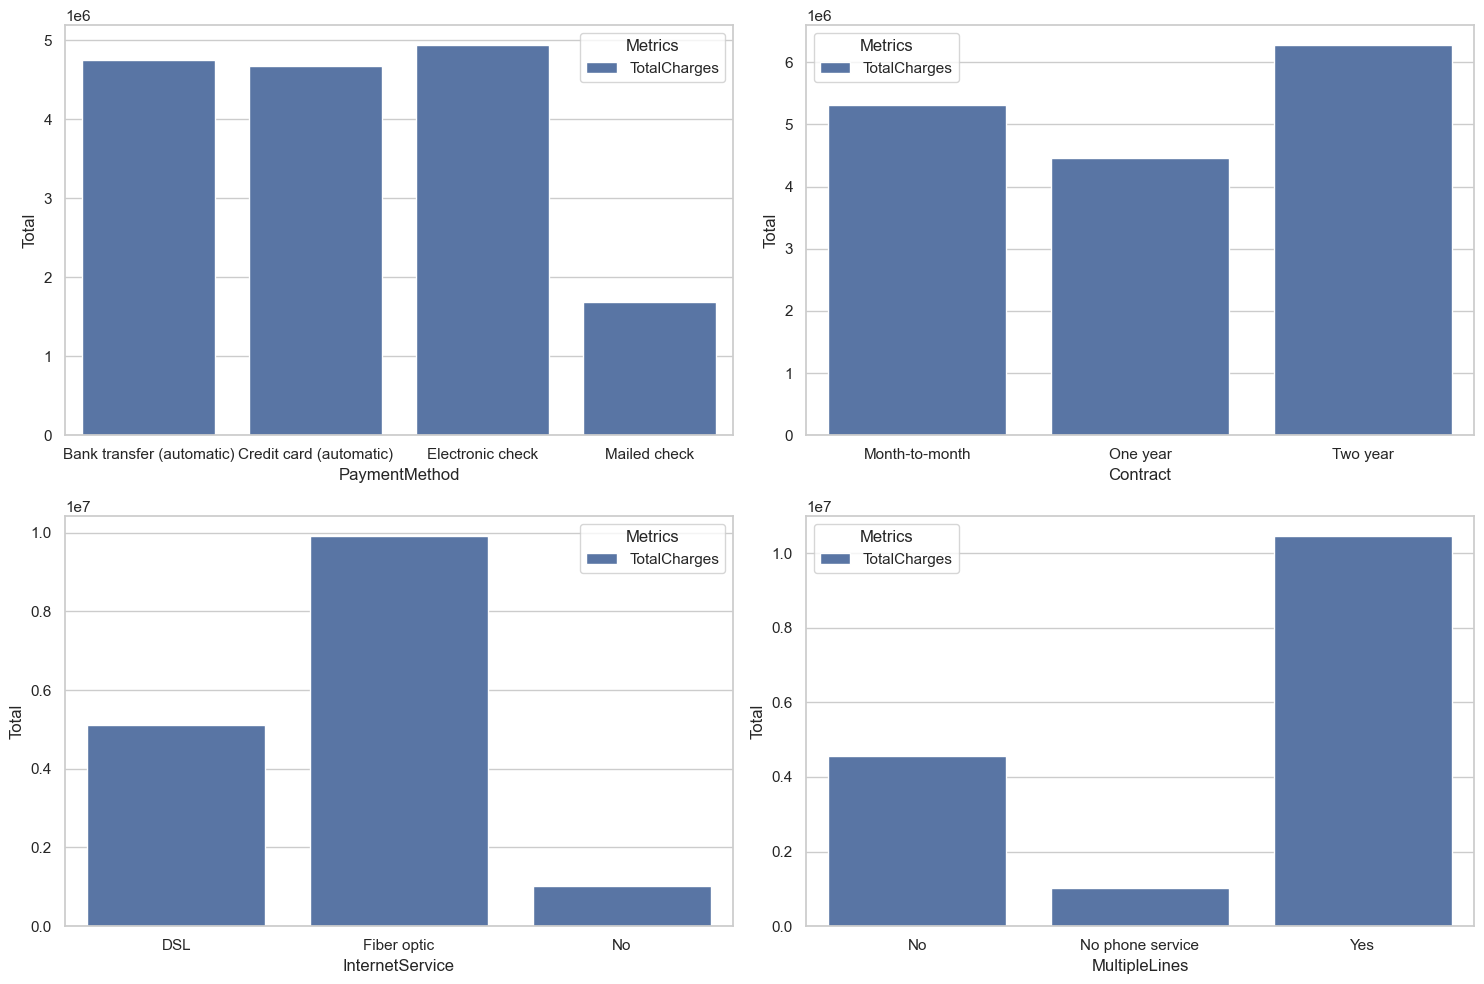 1e6
Metrics
TotalCharges
5
4
3
2
1
0
Total
Bank transfer (automatic) Credit card (automatic) Electronic check Mailed check
PaymentMethod
1e6
Metrics
TotalCharges
6
5
4
3
2
1
0
Total
Month-to-month One year Two year
Contract
1e7
Metrics
TotalCharges
1.0
0.8
0.6
0.4
0.2
0.0
Total
DSL Fiber optic No
InternetService
1e7
Metrics
TotalCharges
1.0
0.8
0.6
0.4
0.2
0.0
Total
No No phone service Yes
MultipleLines